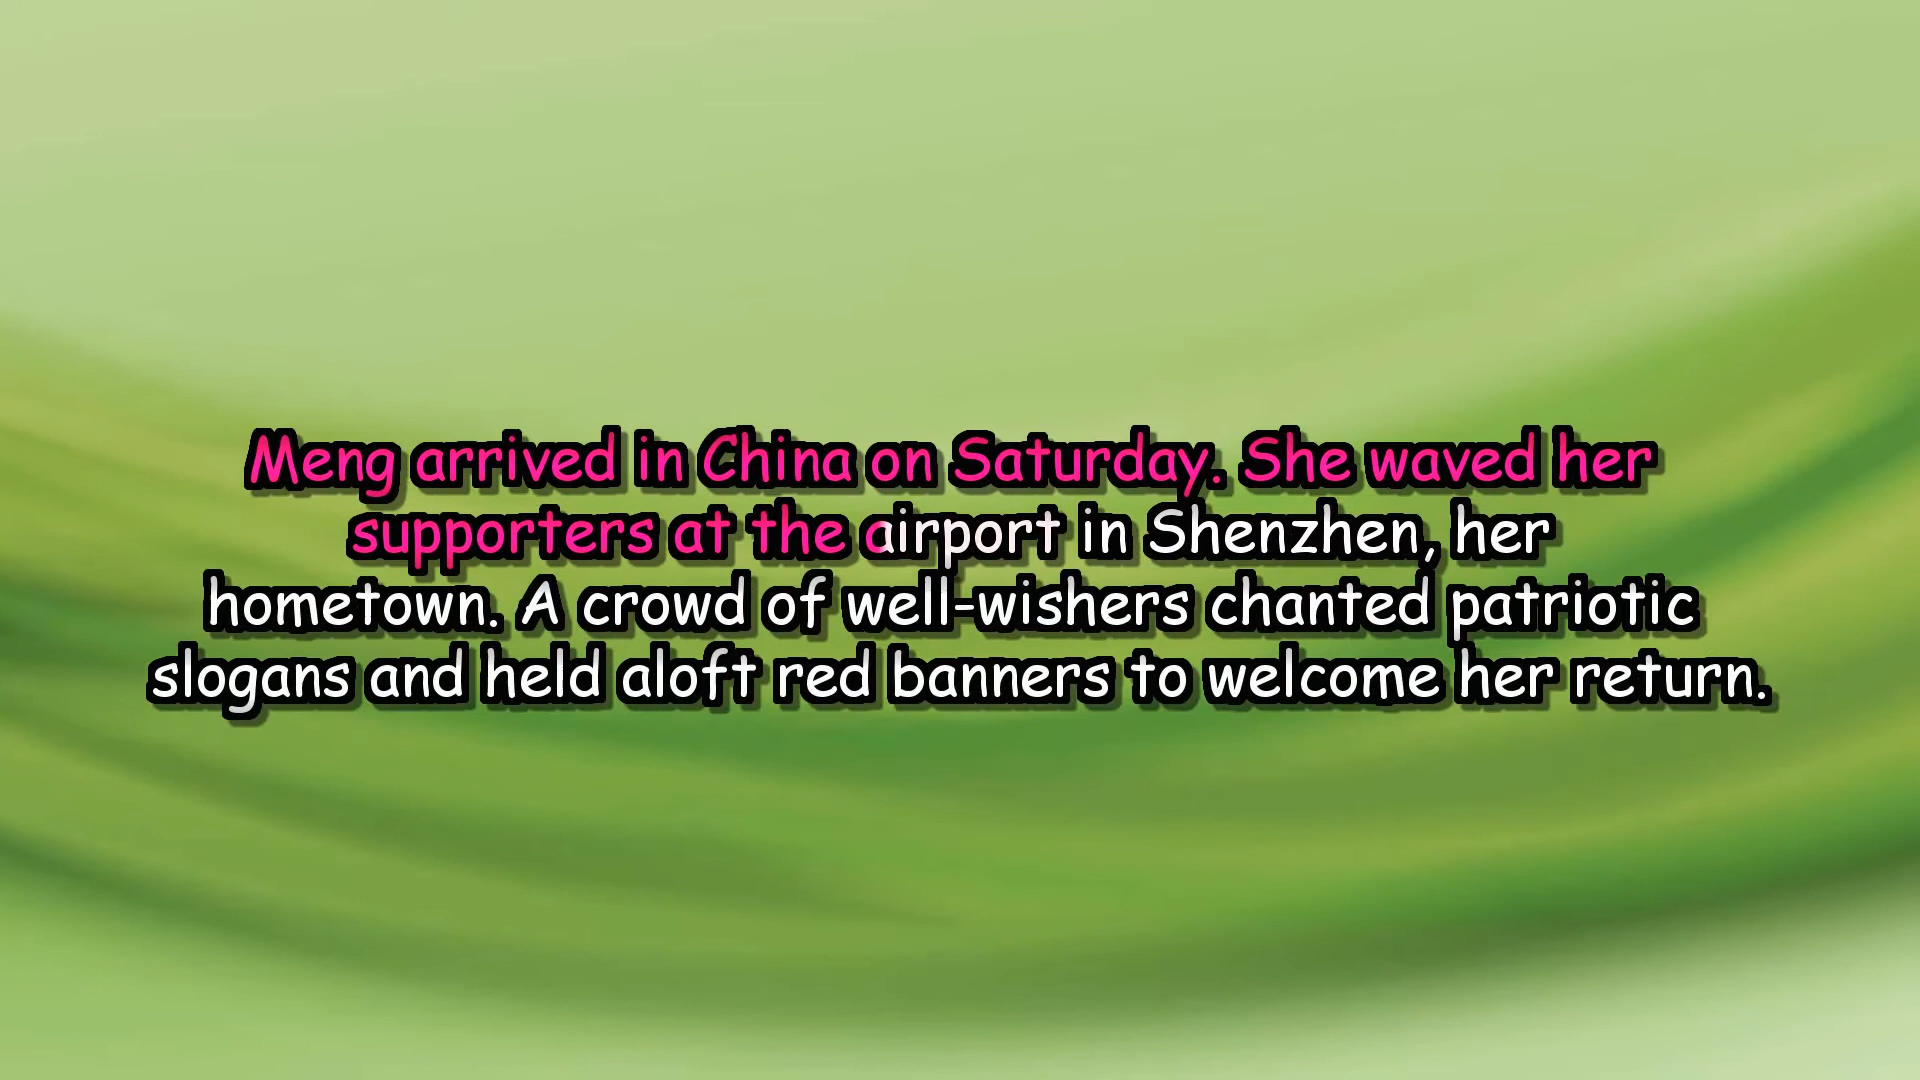 Meng arrived in China on Saturday. She waved her
supporters at the airport in Shenzhen, her
hometown. A crowd of well-wishers chanted patriotic
slogans and held aloft red banners to welcome her return.